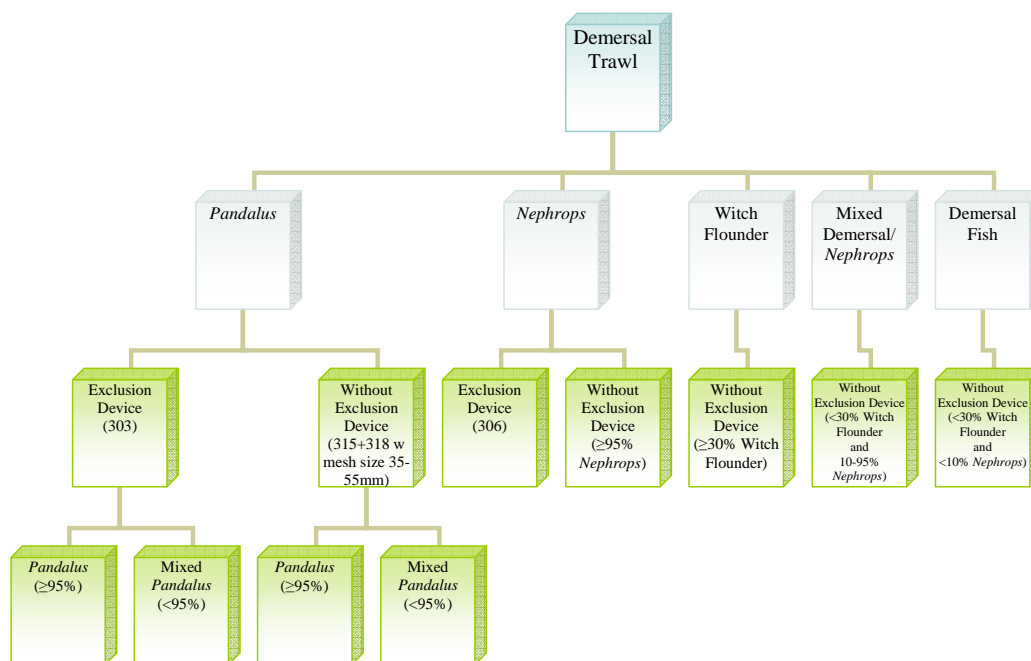 Demersal
Trawl
Pandalus
Nephrops
Witch
Flounder
Mixed
Demersal/
Nephrops
Demersal
Fish
Exclusion
Device
(303)
Without
Exclusion
Device
(315+318 w
mesh size 35-
55mm)
Exclusion
Device
(306)
Without
Exclusion
Device
(≥95%
Nephrops)
Without
Exclusion
Device
(≥30% Witch
Flounder)
Without
Exclusion Device
(<30% Witch
Flounder
and
10-95%
Nephrops)
Without
Exclusion Device
(<30% Witch
Flounder
and
<10% Nephrops)
Pandalus
(≥95%)
Mixed
Pandalus
(<95%)
Pandalus
(≥95%)
Mixed
Pandalus
(<95%)